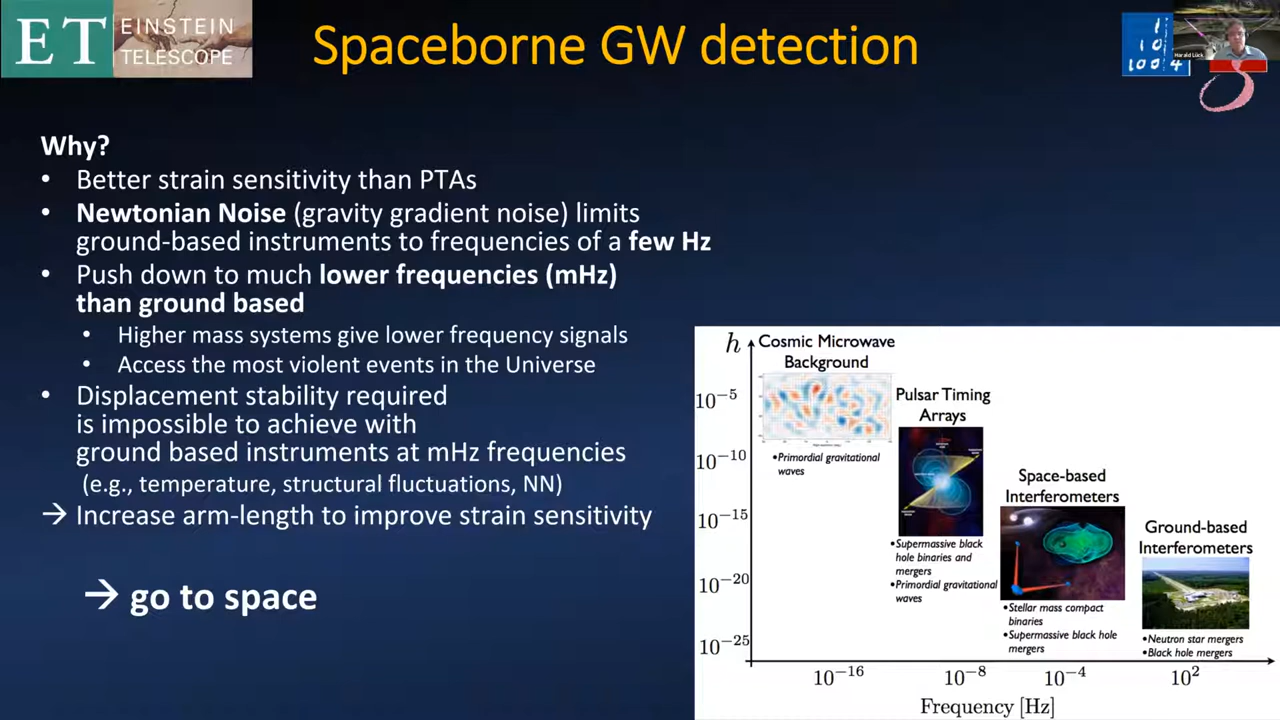 ET EINSTEIN
TELESCOPE
Spaceborne GW detection
Harald Lück
Why?
• Better strain sensitivity than PTAs
• Newtonian Noise (gravity gradient noise) limits
ground-based instruments to frequencies of a few Hz
• Push down to much lower frequencies (mHz)
than ground based
• Higher mass systems give lower frequency signals
• Access the most violent events in the Universe
• Displacement stability required
is impossible to achieve with
ground based instruments at mHz frequencies
(e.g., temperature, structural fluctuations, NN)
→ Increase arm-length to improve strain sensitivity
→ go to space
h
Cosmic Microwave
Background
• Primordial gravitational
waves
Pulsar Timing
Arrays
• Supermassive black
hole binaries and
mergers
• Primordial gravitational
waves
Space-based
Interferometers
• Stellar mass compact
binaries
• Supermassive black hole
mergers
Ground-based
Interferometers
• Neutron star mergers
• Black hole mergers
10⁻⁵
10⁻¹⁰
10⁻¹⁵
10⁻²⁰
10⁻²⁵
10⁻¹⁶ 10⁻⁸ 10⁻⁴ 10²
Frequency [Hz]